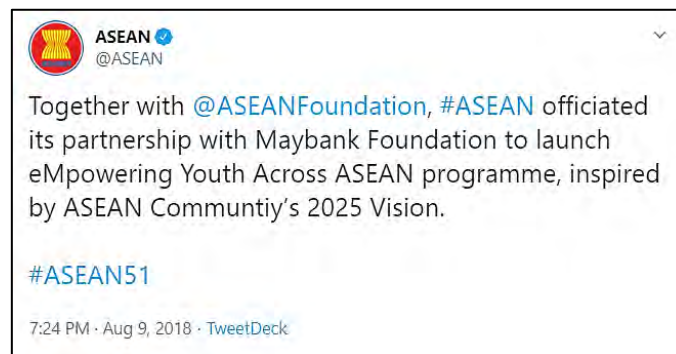 ASEAN
@ASEAN
Together with @ASEANFoundation, #ASEAN officiated
its partnership with Maybank Foundation to launch
eMpowering Youth Across ASEAN programme, inspired
by ASEAN Communtiy's 2025 Vision.
#ASEAN51
7:24 PM · Aug 9, 2018 · TweetDeck